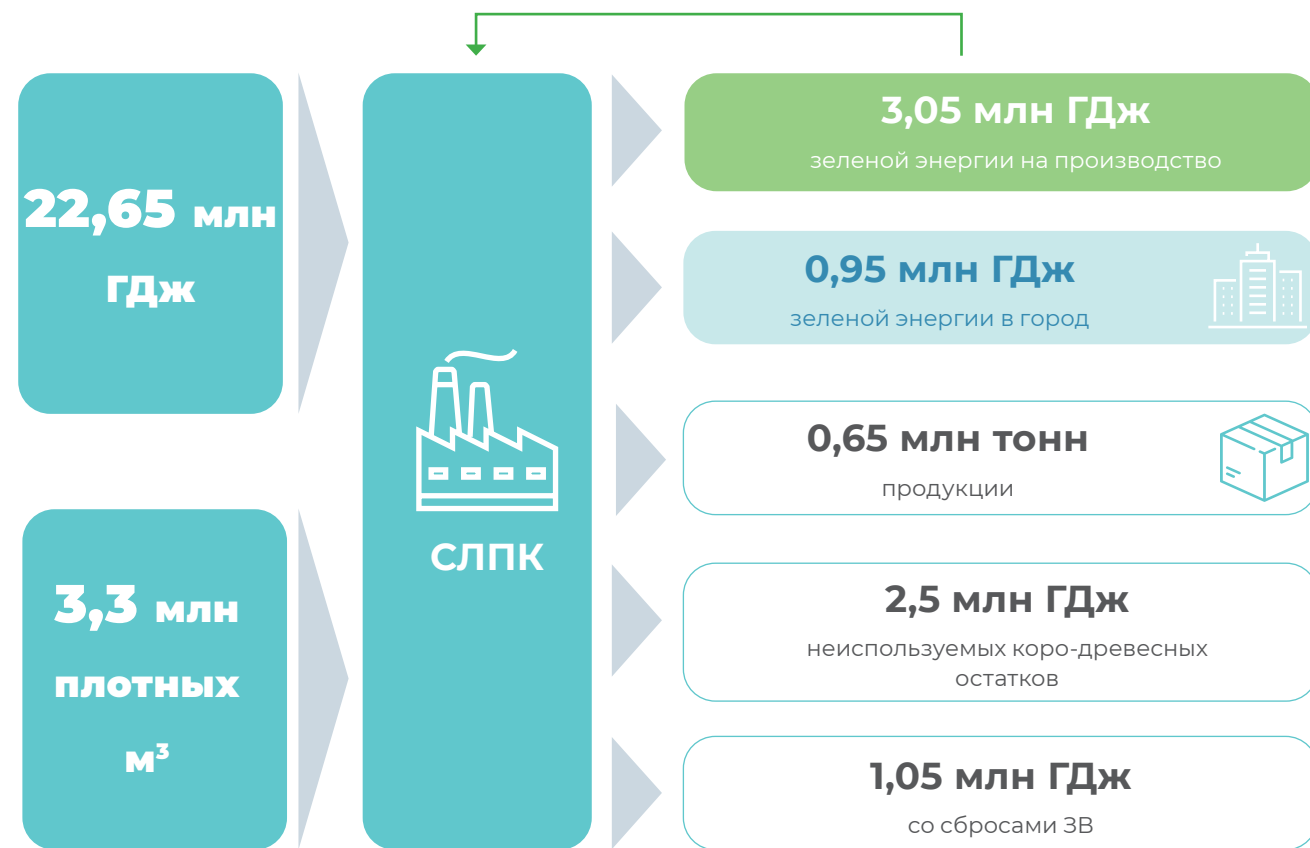 22,65 млн
ГДж
3,3 млн
плотных
м³
СЛПК
3,05 млн ГДж
зеленой энергии на производство
0,95 млн ГДж
зеленой энергии в город
0,65 млн тонн
продукции
2,5 млн ГДж
неиспользуемых коро-древесных
остатков
1,05 млн ГДж
со сбросами ЗВ